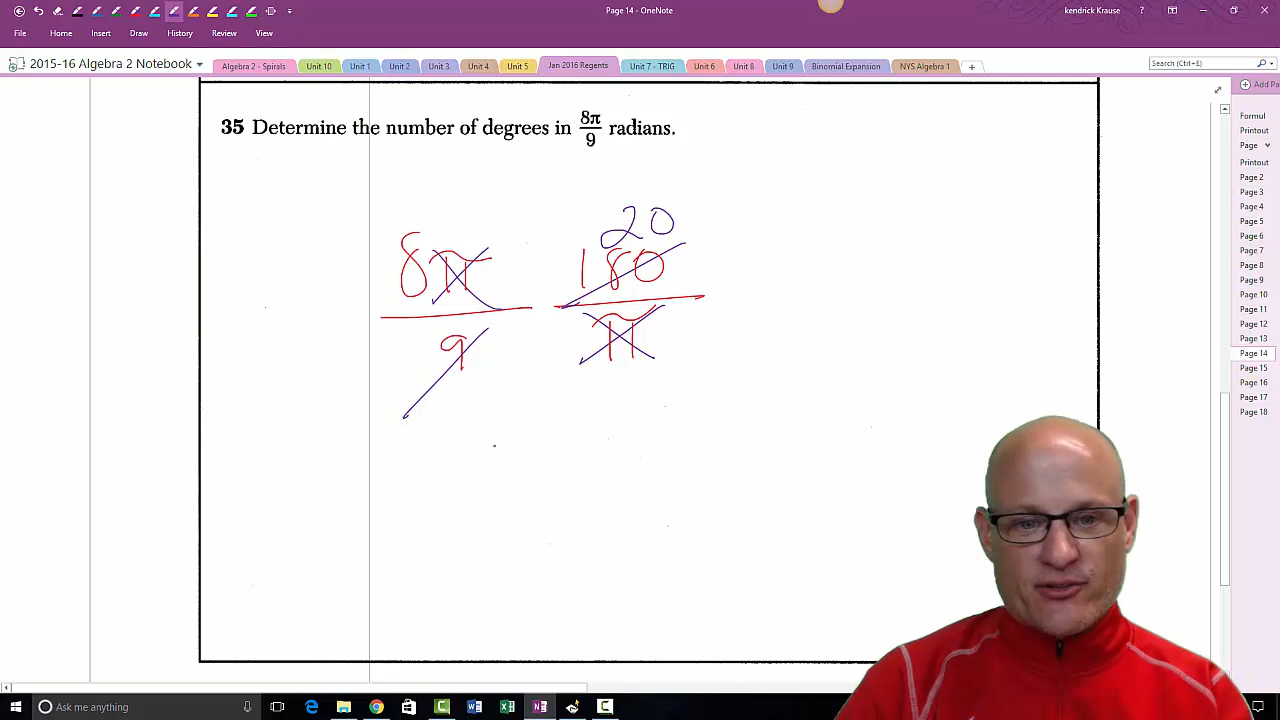 Page 14 - OneNote
kendrick Krause
?
File Home Insert Draw History Review View
2015-16 Algebra 2 Notebook
Algebra 2 - Spirals Unit 10 Unit 1 Unit 2 Unit 3 Unit 4 Unit 5 Jan 2016 Regents Unit 7 - TRIG Unit 6 Unit 8 Unit 9 Binomial Expansion NYS Algebra 1 +
Search (Ctrl+E)
Add Pa
Formul
Printout
Page
Printout
Page 2
Page 3
Page 4
Page 5
Page 6
Page 7
Page 8
Page 9
Page 10
Page 11
Page 12
Page 13
Page 14
Page 15
Page 16
Page 17
Page 18
35 Determine the number of degrees in 8π/9 radians.
20
8π 180
9 π
Ask me anything